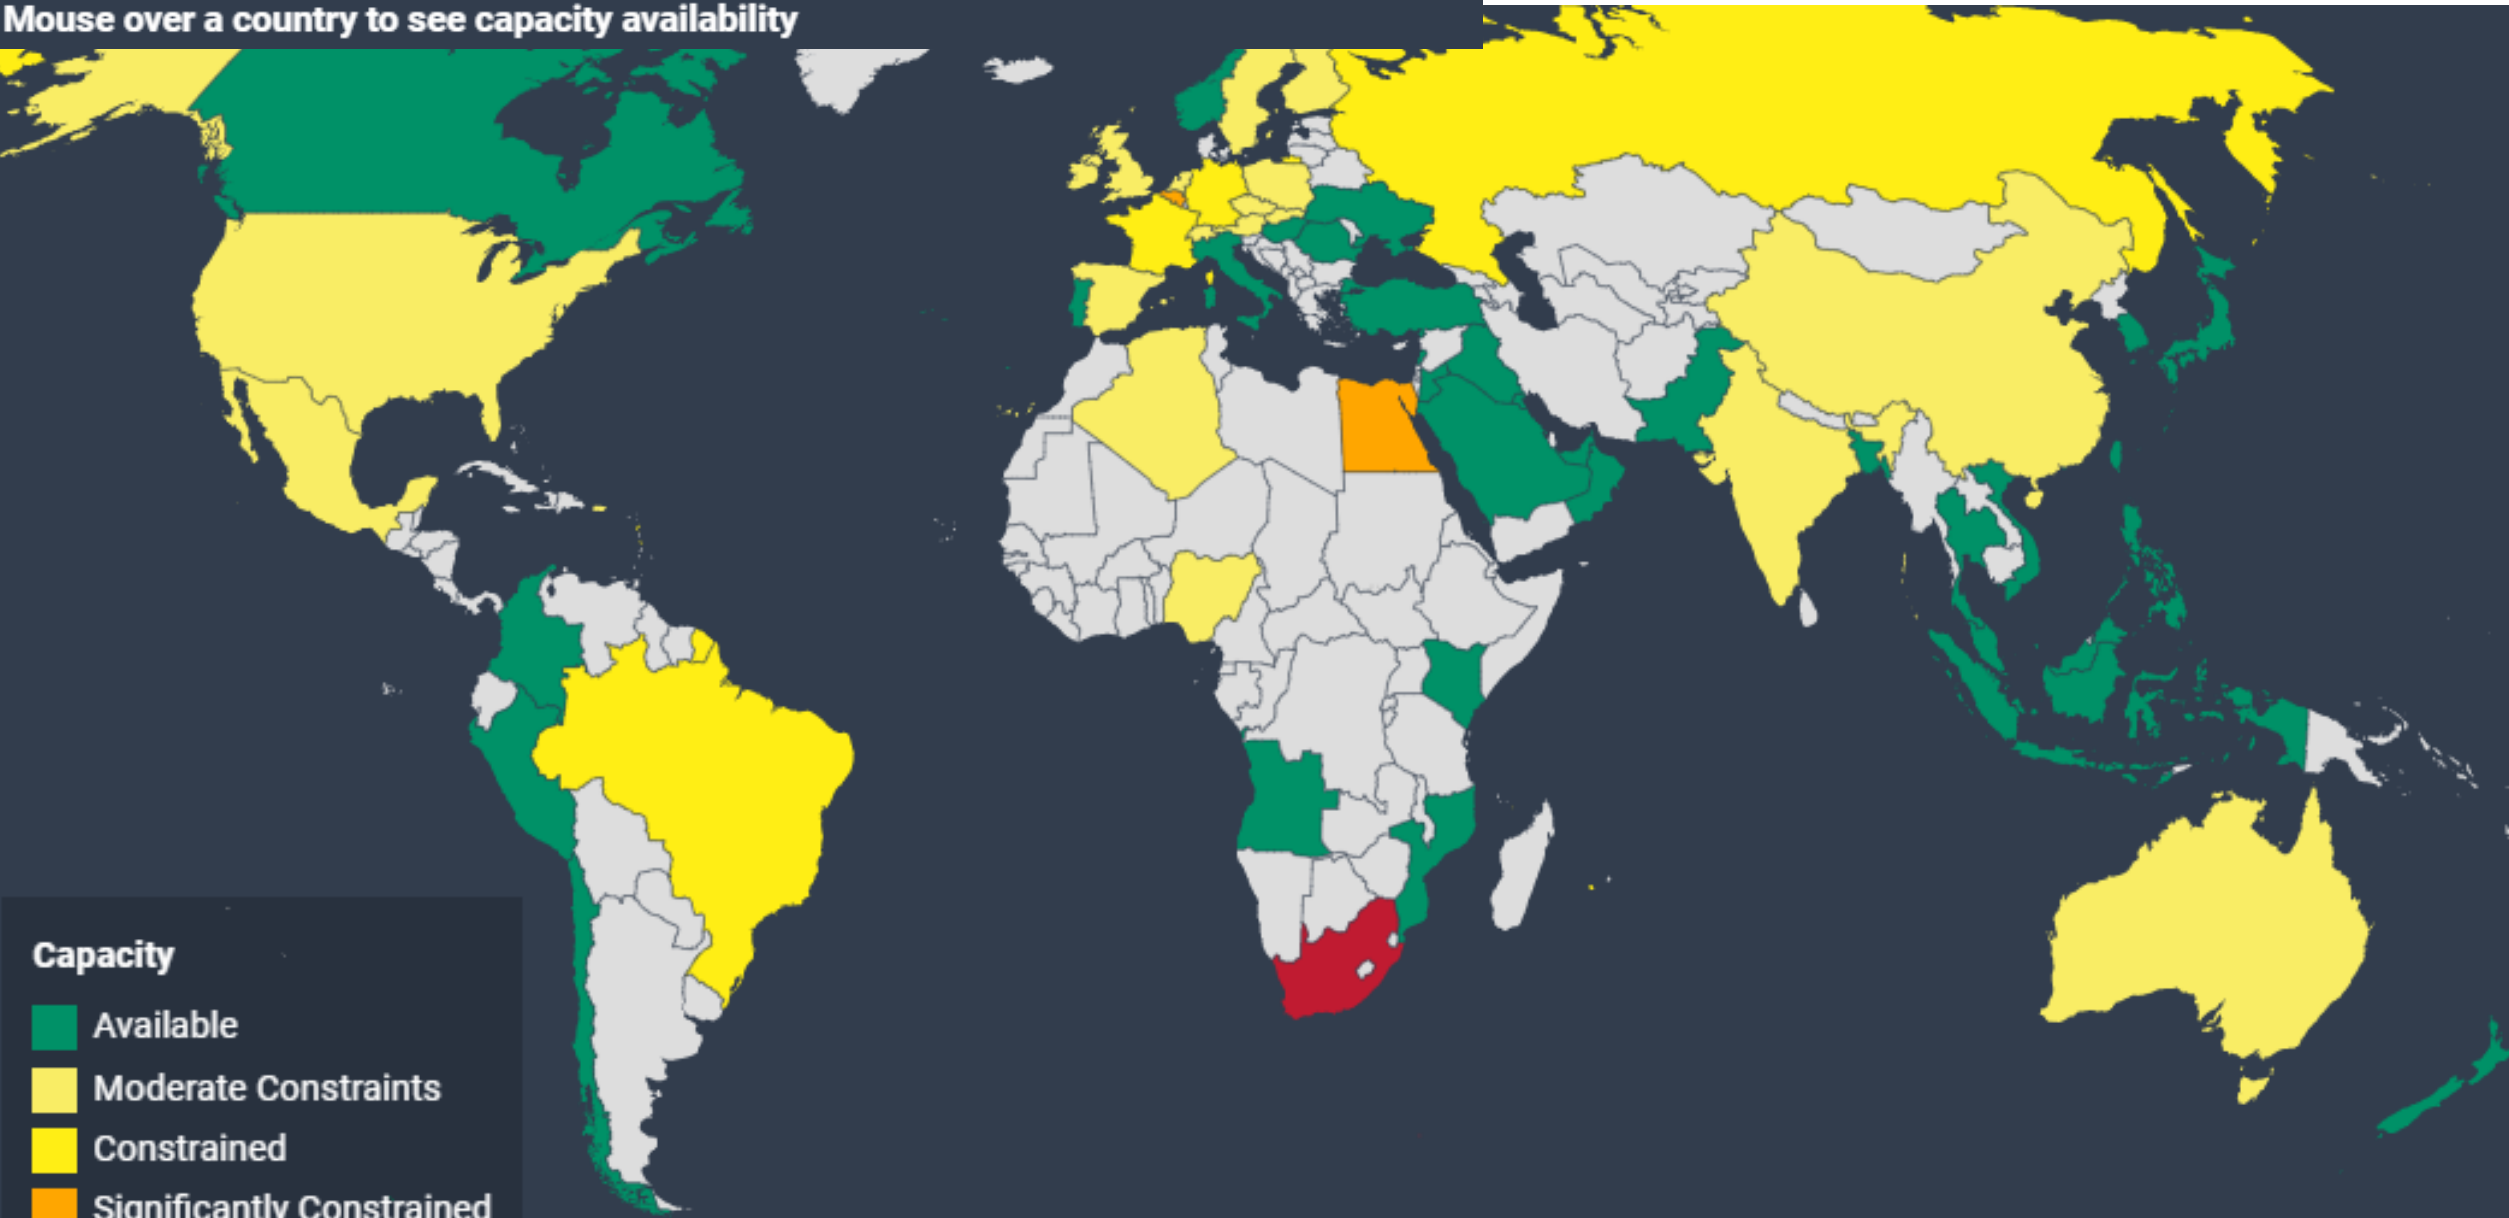 Mouse over a country to see capacity availability
Capacity
Available
Moderate Constraints
Constrained
Significantly Constrained